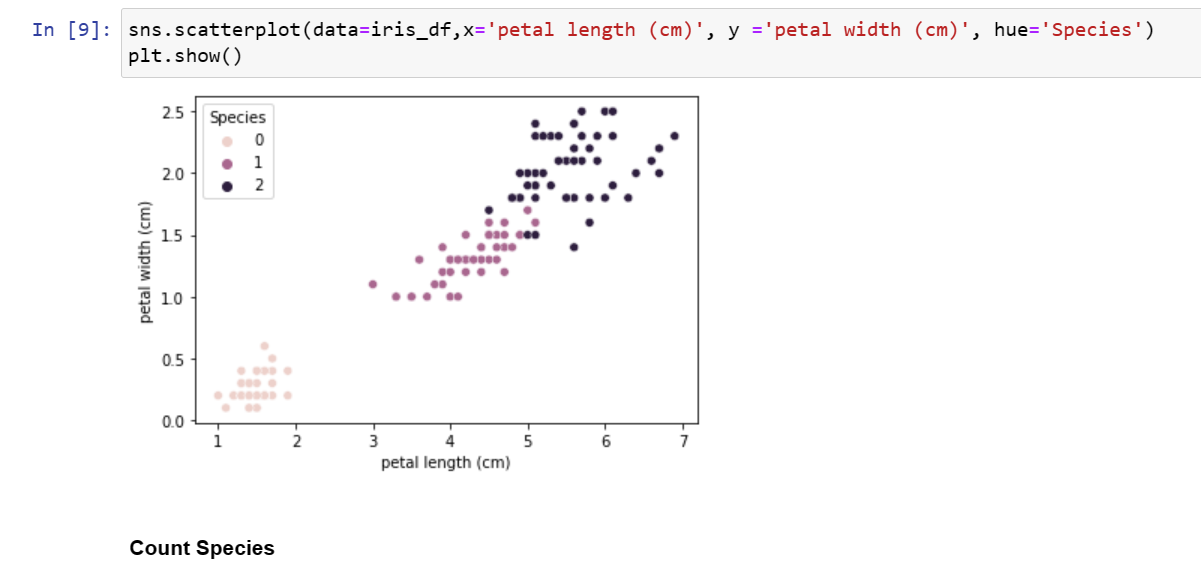 In [9]: sns.scatterplot(data=iris_df,x='petal length (cm)', y ='petal width (cm)', hue='Species')
plt.show()
Species
0
1
2
2.5
2.0
1.5
1.0
0.5
0.0
petal width (cm)
1 2 3 4 5 6 7
petal length (cm)
Count Species